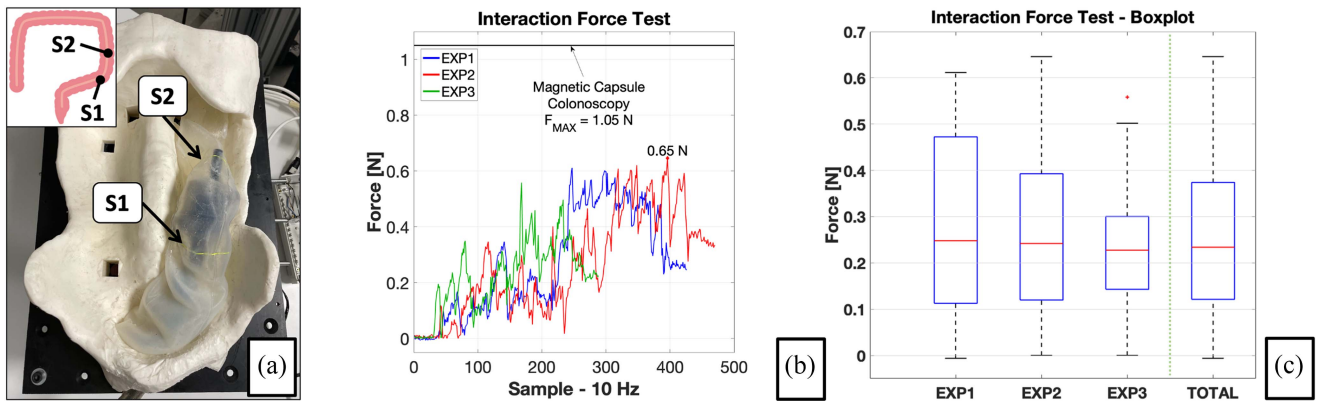 S2
S1
S2
S1
(a)
Interaction Force Test
EXP1
EXP2
EXP3
Magnetic Capsule
Colonoscopy
F_MAX = 1.05 N
0.65 N
Force [N]
1
0.8
0.6
0.4
0.2
0
0 100 200 300 400 500
Sample - 10 Hz
(b)
Interaction Force Test - Boxplot
Force [N]
0.7
0.6
0.5
0.4
0.3
0.2
0.1
0
EXP1 EXP2 EXP3 TOTAL
(c)